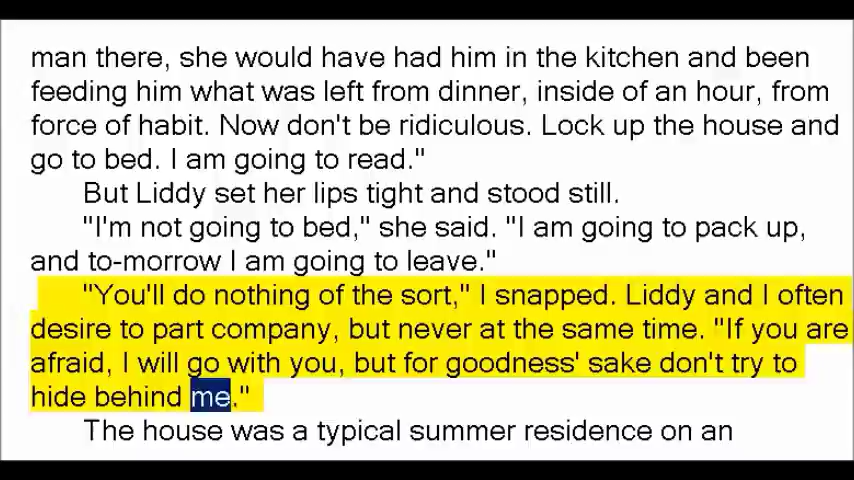 man there, she would have had him in the kitchen and been
feeding him what was left from dinner, inside of an hour, from
force of habit. Now don't be ridiculous. Lock up the house and
go to bed. I am going to read."
But Liddy set her lips tight and stood still.
"I'm not going to bed," she said. "I am going to pack up,
and to-morrow I am going to leave."
"You'll do nothing of the sort," I snapped. Liddy and I often
desire to part company, but never at the same time. "If you are
afraid, I will go with you, but for goodness' sake don't try to
hide behind me."
The house was a typical summer residence on an